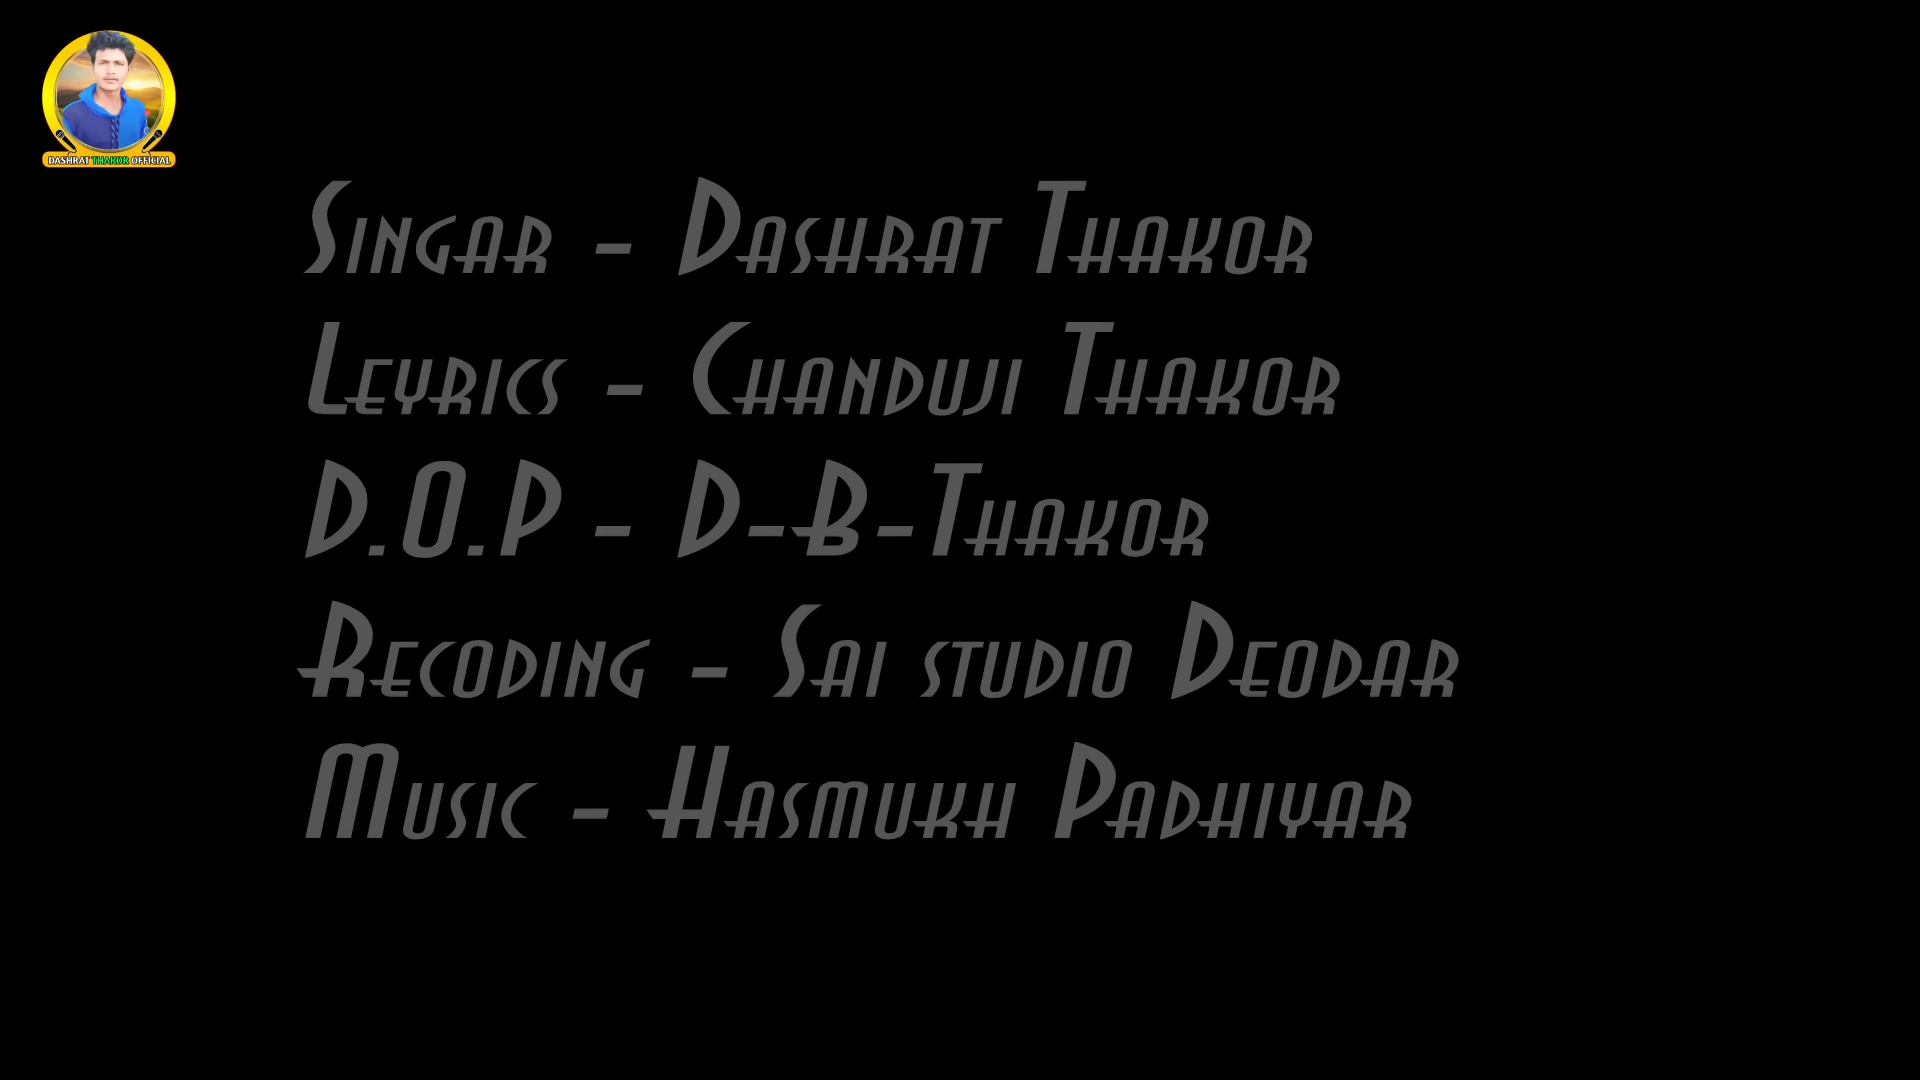 DASHRAT THAKOR OFFICIAL
Singar - Dashrat Thakor
Leyrics - Chanduji Thakor
D.O.P - D-B-Thakor
Recoding - Sai studio Deodar
Music - Hasmukh Padhiyar